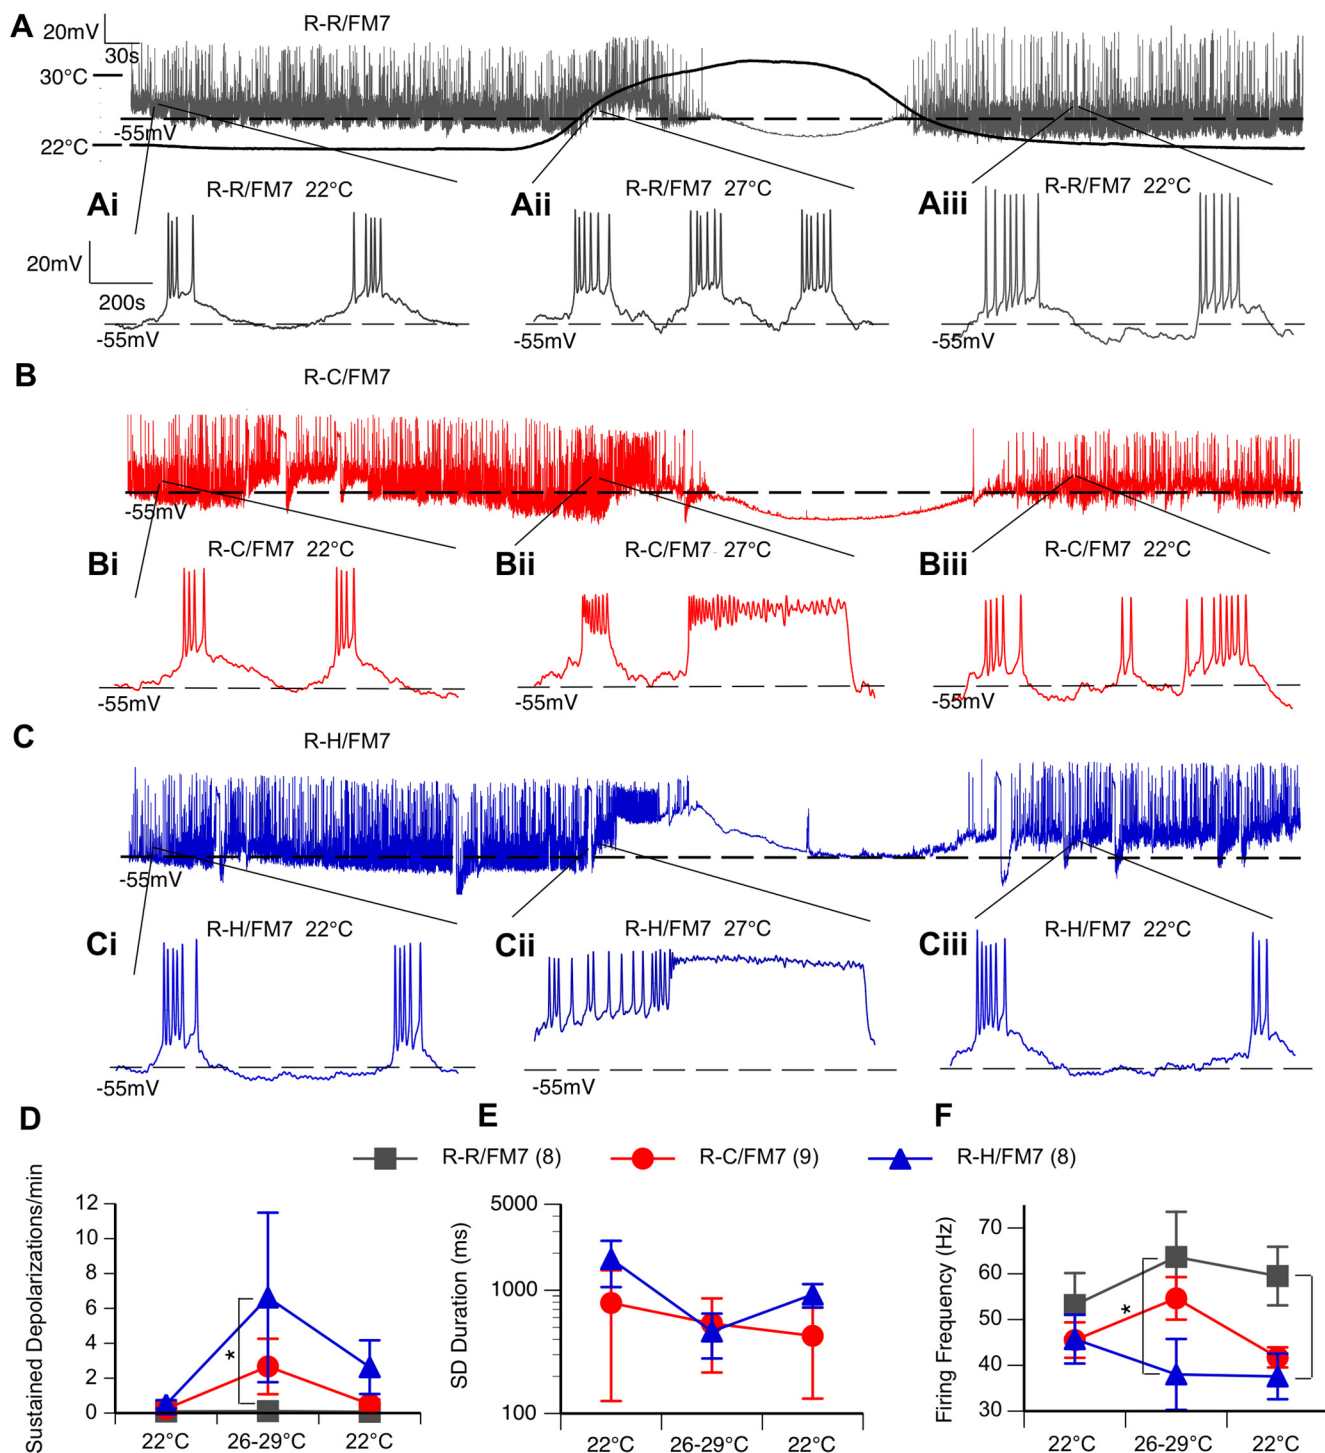 A
20mV
R-R/FM7
30s
30°C
-55mV
22°C
Ai
R-R/FM7 22°C
Aii
R-R/FM7 27°C
Aiii
R-R/FM7 22°C
20mV
200s
-55mV
-55mV
-55mV
B
R-C/FM7
-55mV
Bi
R-C/FM7 22°C
Bii
R-C/FM7 27°C
Biii
R-C/FM7 22°C
-55mV
-55mV
-55mV
C
R-H/FM7
-55mV
Ci
R-H/FM7 22°C
Cii
R-H/FM7 27°C
Ciii
R-H/FM7 22°C
-55mV
-55mV
-55mV
D
E
F
R-R/FM7 (8)
R-C/FM7 (9)
R-H/FM7 (8)
Sustained Depolarizations/min
12
10
8
6
4
2
0
*
22°C
26-29°C
22°C
SD Duration (ms)
5000
1000
100
22°C
26-29°C
22°C
Firing Frequency (Hz)
70
60
50
40
30
*
22°C
26-29°C
22°C